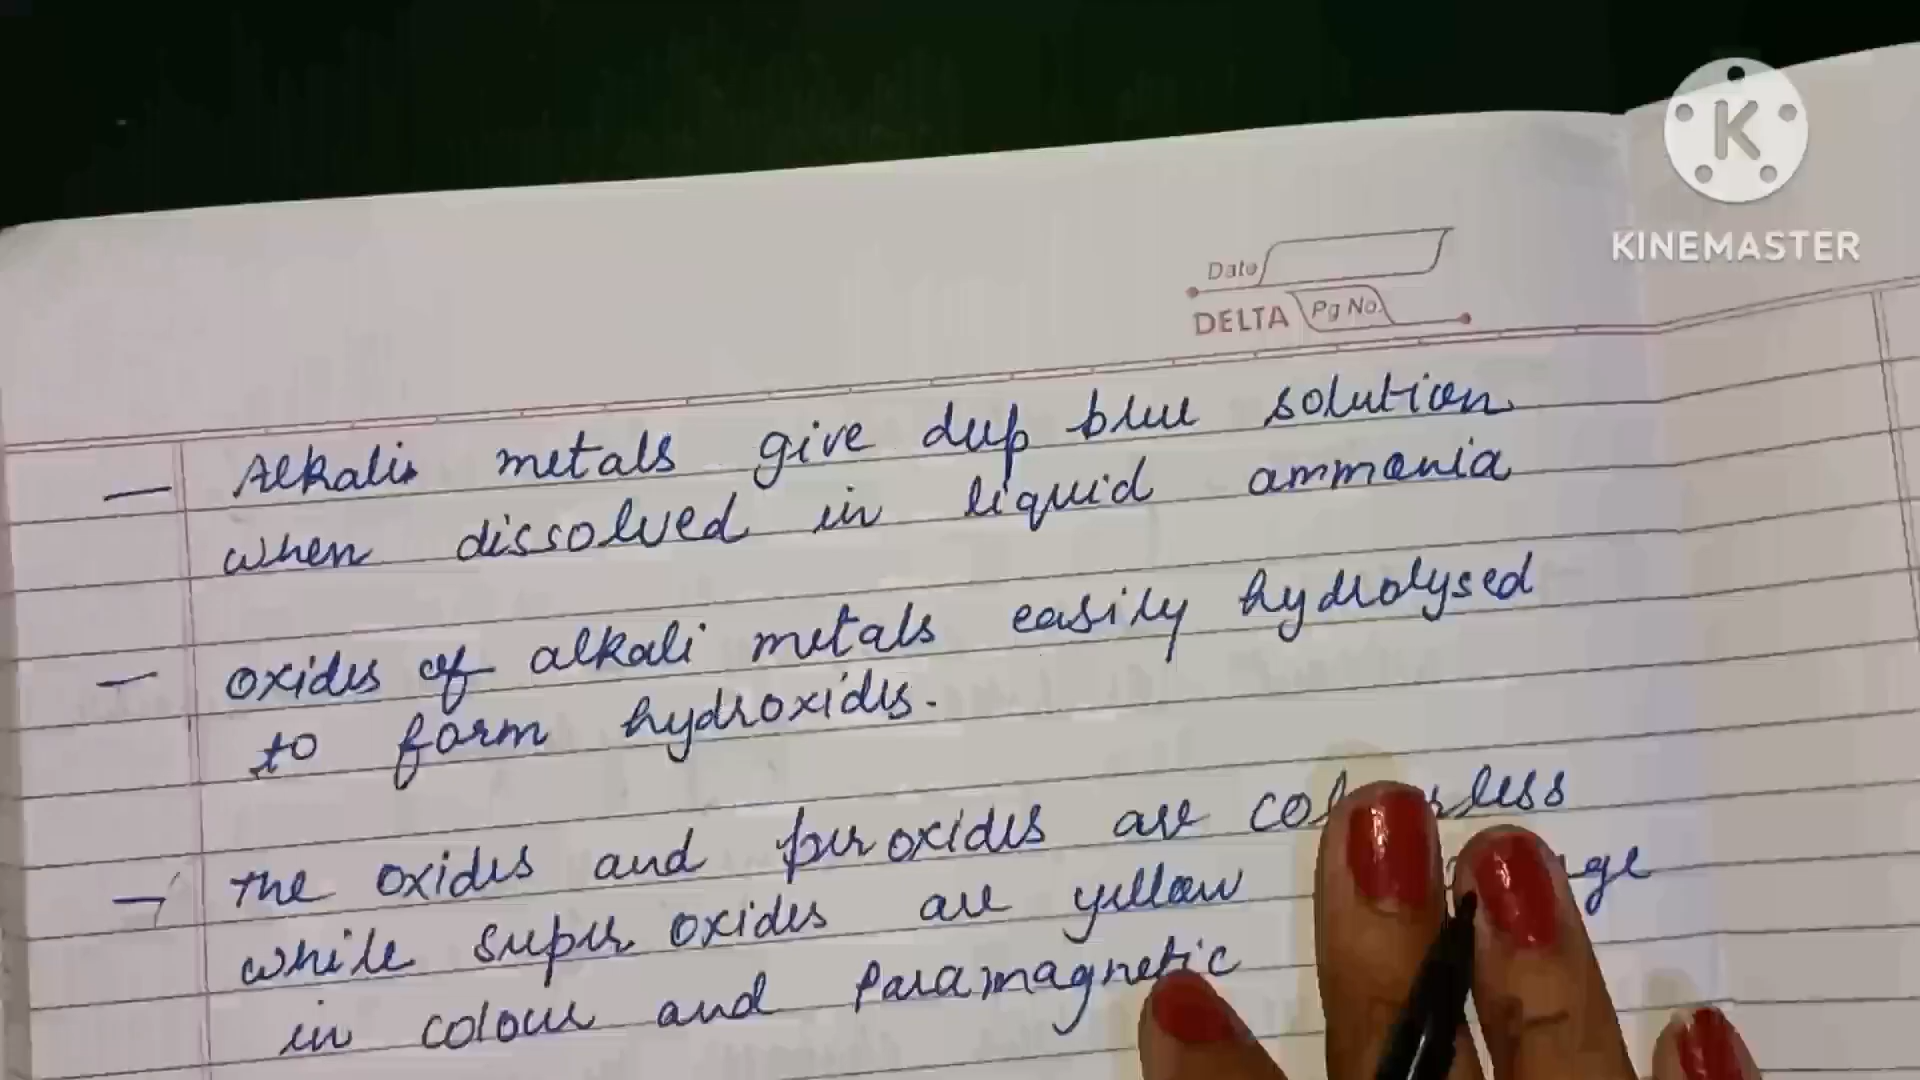 KINEMASTER
Date
DELTA Pg No.
— Alkali metals give deep blue solution
when dissolved in liquid ammonia
— oxides of alkali metals easily hydrolysed
to form hydroxides.
— The oxides and peroxides are
while super oxides are yellow
in colour and Paramagnetic